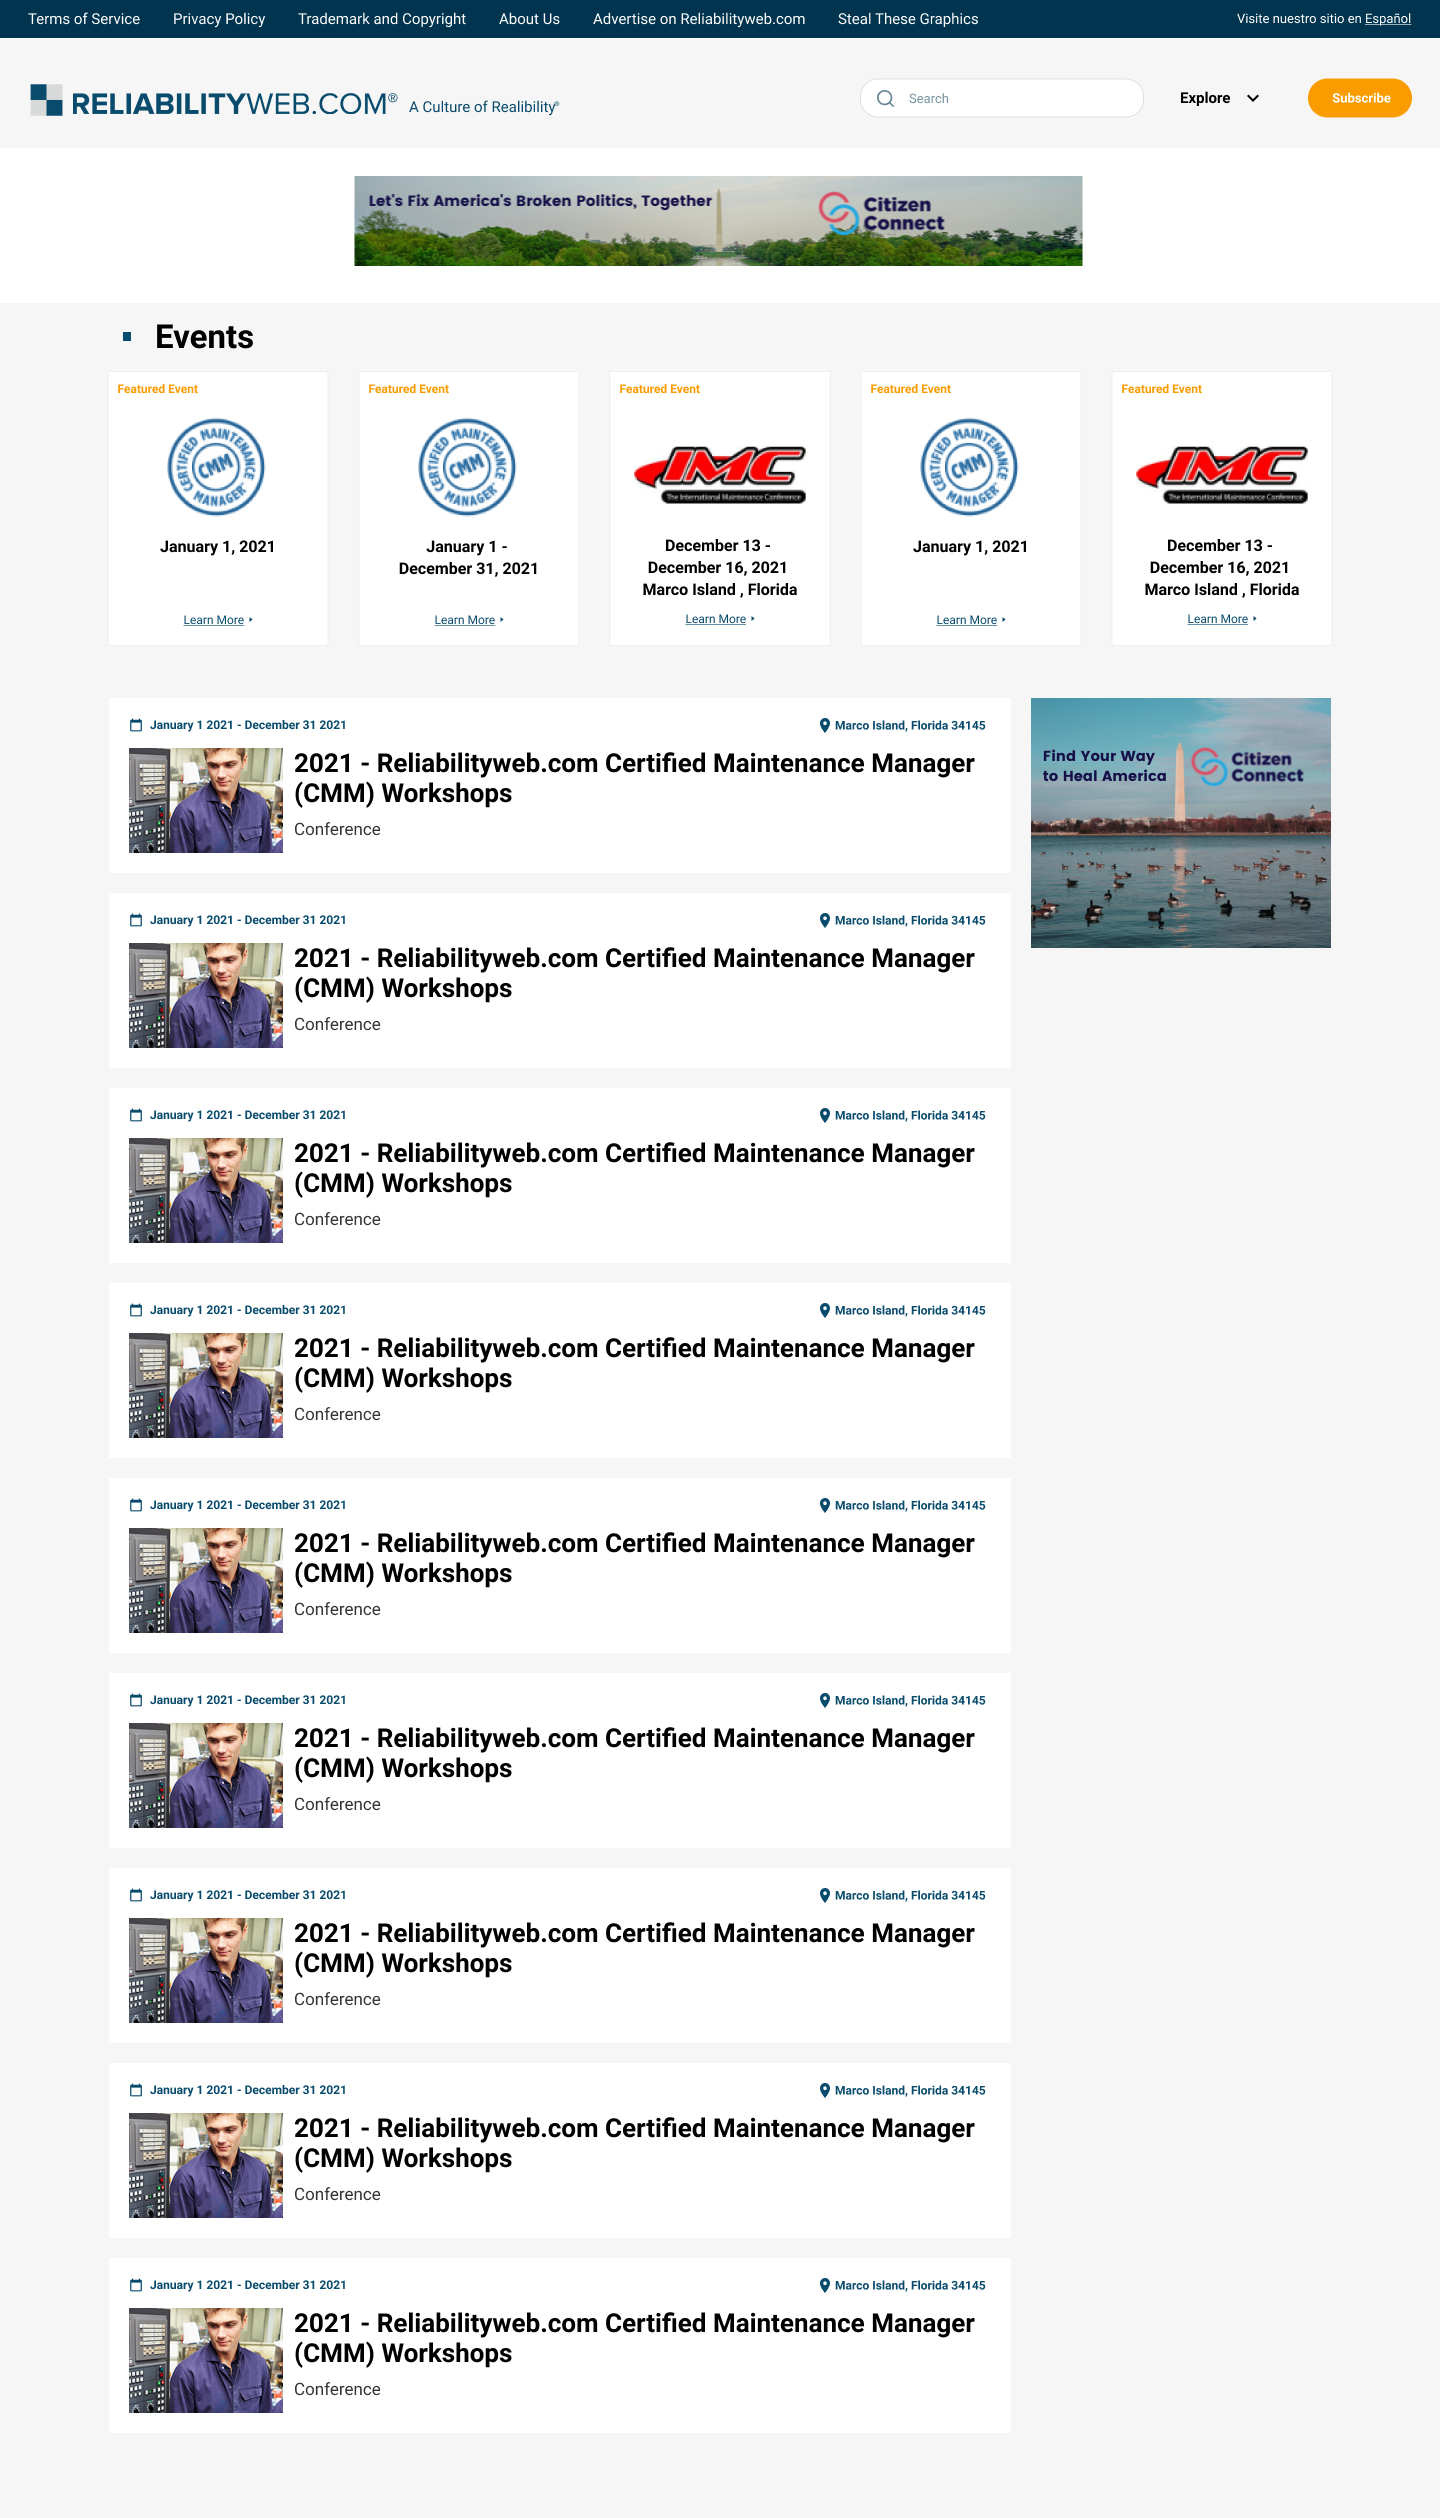 Terms of Service Privacy Policy Trademark and Copyright About Us Advertise on Reliabilityweb.com Steal These Graphics Visite nuestro sitio en Español
RELIABILITYWEB.COM® A Culture of Realibility® Search Explore Subscribe
Let's Fix America's Broken Politics, Together
Citizen
Connect
Events
Featured Event
CERTIFIED MAINTENANCE MANAGER
CMM
January 1, 2021
Learn More
Featured Event
CERTIFIED MAINTENANCE MANAGER
CMM
January 1 -
December 31, 2021
Learn More
Featured Event
IMC
The International Maintenance Conference
December 13 -
December 16, 2021
Marco Island , Florida
Learn More
Featured Event
CERTIFIED MAINTENANCE MANAGER
CMM
January 1, 2021
Learn More
Featured Event
IMC
The International Maintenance Conference
December 13 -
December 16, 2021
Marco Island , Florida
Learn More
January 1 2021 - December 31 2021 Marco Island, Florida 34145
2021 - Reliabilityweb.com Certified Maintenance Manager
(CMM) Workshops
Conference
Find Your Way
to Heal America
Citizen
Connect
January 1 2021 - December 31 2021 Marco Island, Florida 34145
2021 - Reliabilityweb.com Certified Maintenance Manager
(CMM) Workshops
Conference
January 1 2021 - December 31 2021 Marco Island, Florida 34145
2021 - Reliabilityweb.com Certified Maintenance Manager
(CMM) Workshops
Conference
January 1 2021 - December 31 2021 Marco Island, Florida 34145
2021 - Reliabilityweb.com Certified Maintenance Manager
(CMM) Workshops
Conference
January 1 2021 - December 31 2021 Marco Island, Florida 34145
2021 - Reliabilityweb.com Certified Maintenance Manager
(CMM) Workshops
Conference
January 1 2021 - December 31 2021 Marco Island, Florida 34145
2021 - Reliabilityweb.com Certified Maintenance Manager
(CMM) Workshops
Conference
January 1 2021 - December 31 2021 Marco Island, Florida 34145
2021 - Reliabilityweb.com Certified Maintenance Manager
(CMM) Workshops
Conference
January 1 2021 - December 31 2021 Marco Island, Florida 34145
2021 - Reliabilityweb.com Certified Maintenance Manager
(CMM) Workshops
Conference
January 1 2021 - December 31 2021 Marco Island, Florida 34145
2021 - Reliabilityweb.com Certified Maintenance Manager
(CMM) Workshops
Conference